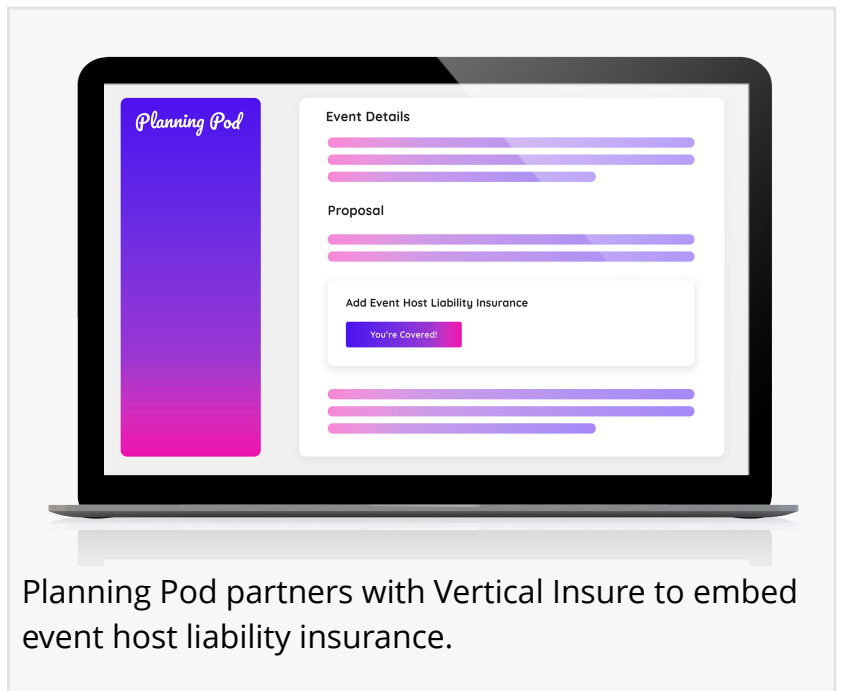 Planning Pod
Event Details
Proposal
Add Event Host Liability Insurance
You're Covered!
Planning Pod partners with Vertical Insure to embed
event host liability insurance.